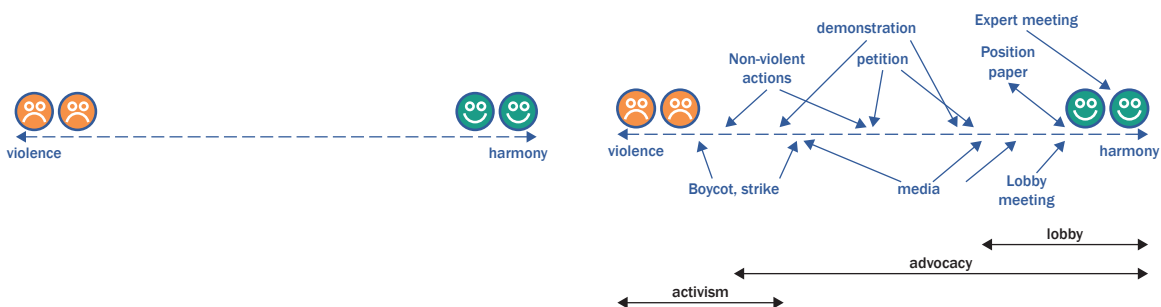 violence
harmony
demonstration
Expert meeting
Non-violent
actions
petition
Position
paper
violence
harmony
Boycot, strike
media
Lobby
meeting
lobby
advocacy
activism